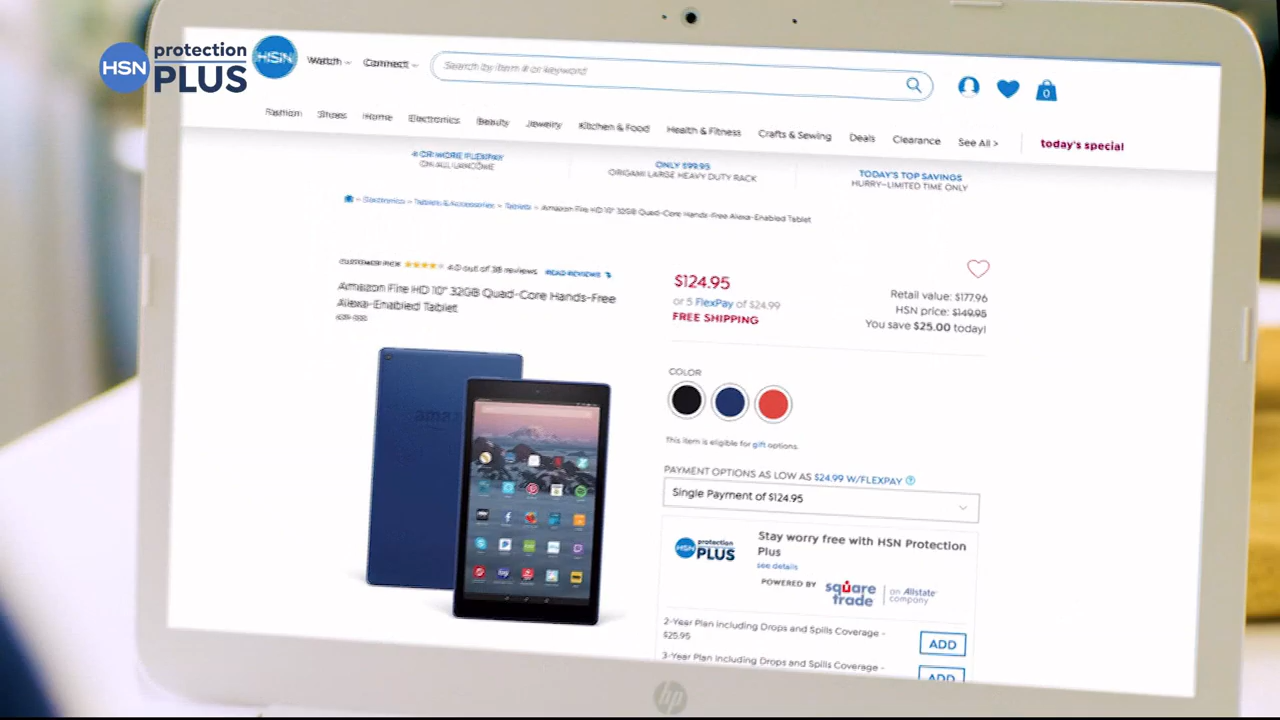 HSN protection PLUS
HSN Watch Connect Search by item # or keyword 0
Fashion Shoes Home Electronics Beauty Jewelry Kitchen & Food Health & Fitness Crafts & Sewing Deals Clearance See All > today's special
4 OR MORE FLEXPAY
ON ALL LANCÔME
ONLY $99.95
ORIGAMI LARGE HEAVY DUTY RACK
TODAY'S TOP SAVINGS
HURRY–LIMITED TIME ONLY
Electronics Tablets & Accessories Tablets Amazon Fire HD 10" 32GB Quad-Core Hands-Free Alexa-Enabled Tablet
CUSTOMER PICK 4.0 out of 38 reviews READ REVIEWS
Amazon Fire HD 10" 32GB Quad-Core Hands-Free
Alexa-Enabled Tablet
$124.95
or 5 FlexPay of $24.99
FREE SHIPPING
Retail value: $177.96
HSN price: $149.95
You save $25.00 today!
COLOR
This item is eligible for gift options.
PAYMENT OPTIONS AS LOW AS $24.99 W/FLEXPAY
Single Payment of $124.95
HSN protection PLUS
Stay worry free with HSN Protection
Plus
see details
POWERED BY square trade an Allstate company
2-Year Plan Including Drops and Spills Coverage -
$25.95
ADD
3-Year Plan Including Drops and Spills Coverage -
ADD
hp